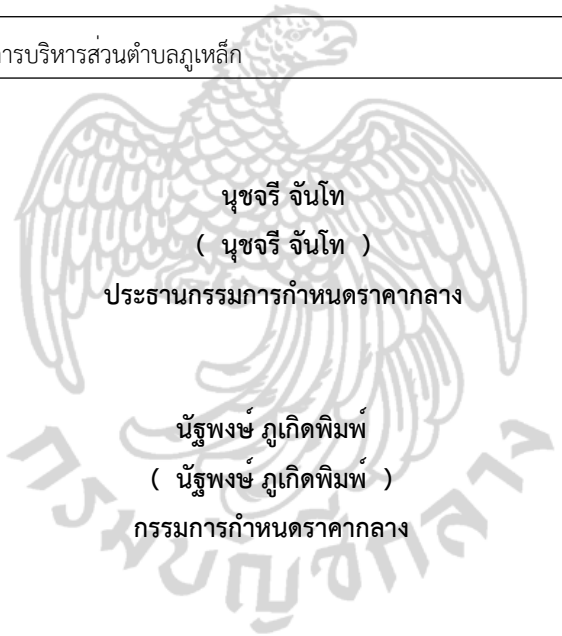 การบริหารส่วนตำบลภูเหล็ก
นุชจรี จันโท
( นุชจรี จันโท )
ประธานกรรมการกำหนดราคากลาง
นัฐพงษ์ ภูเกิดพิมพ์
( นัฐพงษ์ ภูเกิดพิมพ์ )
กรรมการกำหนดราคากลาง
กรมบัญชีกลาง